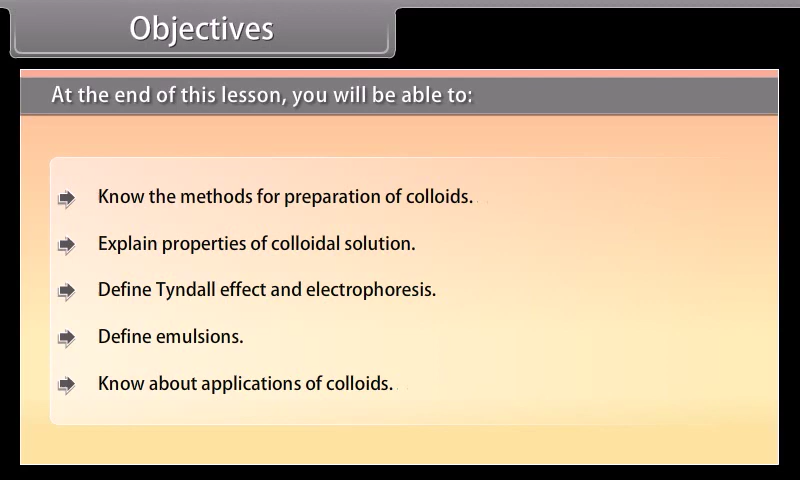 Objectives
At the end of this lesson, you will be able to:
Know the methods for preparation of colloids.
Explain properties of colloidal solution.
Define Tyndall effect and electrophoresis.
Define emulsions.
Know about applications of colloids.